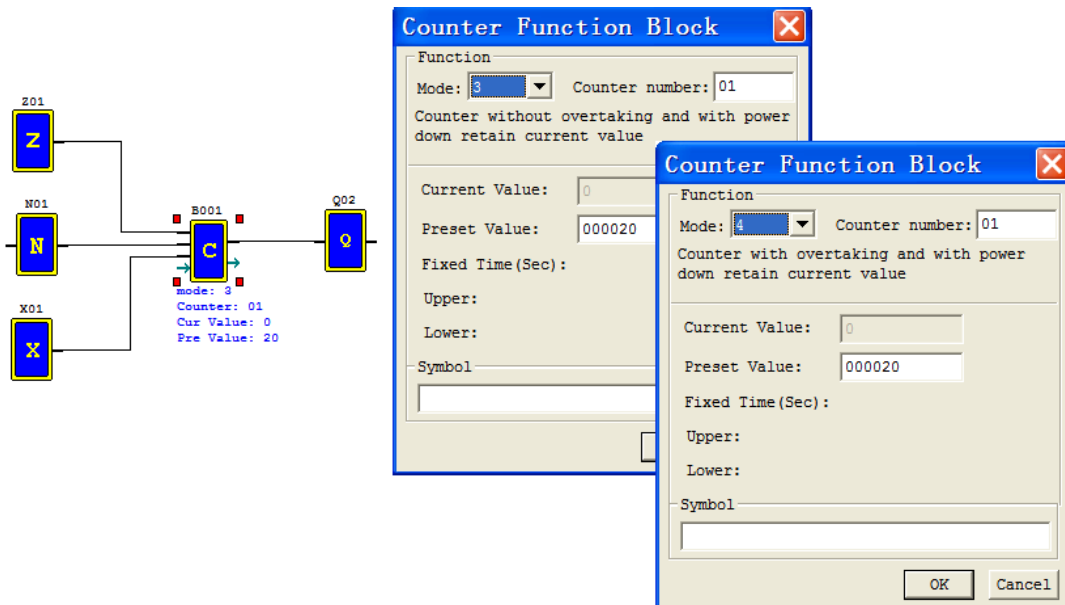 Z01
Z
N01
N
X01
X
B001
C
mode: 3
Counter: 01
Cur Value: 0
Pre Value: 20
Q02
Q
Counter Function Block
Function
Mode: 3 Counter number: 01
Counter without overtaking and with power
down retain current value
Current Value: 0
Preset Value: 000020
Fixed Time(Sec):
Upper:
Lower:
Symbol
Counter Function Block
Function
Mode: 4 Counter number: 01
Counter with overtaking and with power
down retain current value
Current Value: 0
Preset Value: 000020
Fixed Time(Sec):
Upper:
Lower:
Symbol
OK Cancel